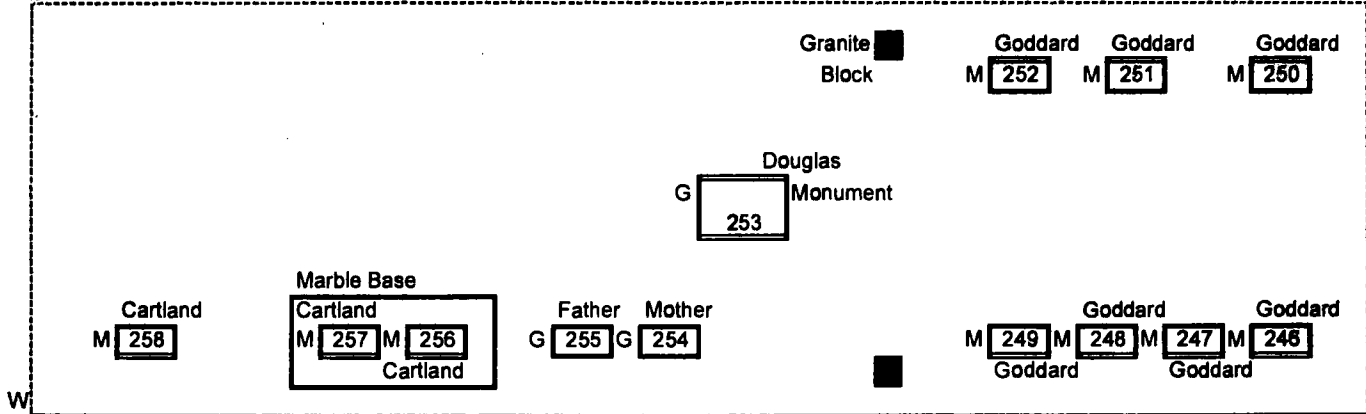 Granite Goddard Goddard Goddard
Block M 252 M 251 M 250
Douglas
G Monument
253
Marble Base
Cartland Cartland Father Mother Goddard Goddard
M 258 M 257 M 256 G 255 G 254 M 249 M 248 M 247 M 246
Cartland Goddard Goddard
W